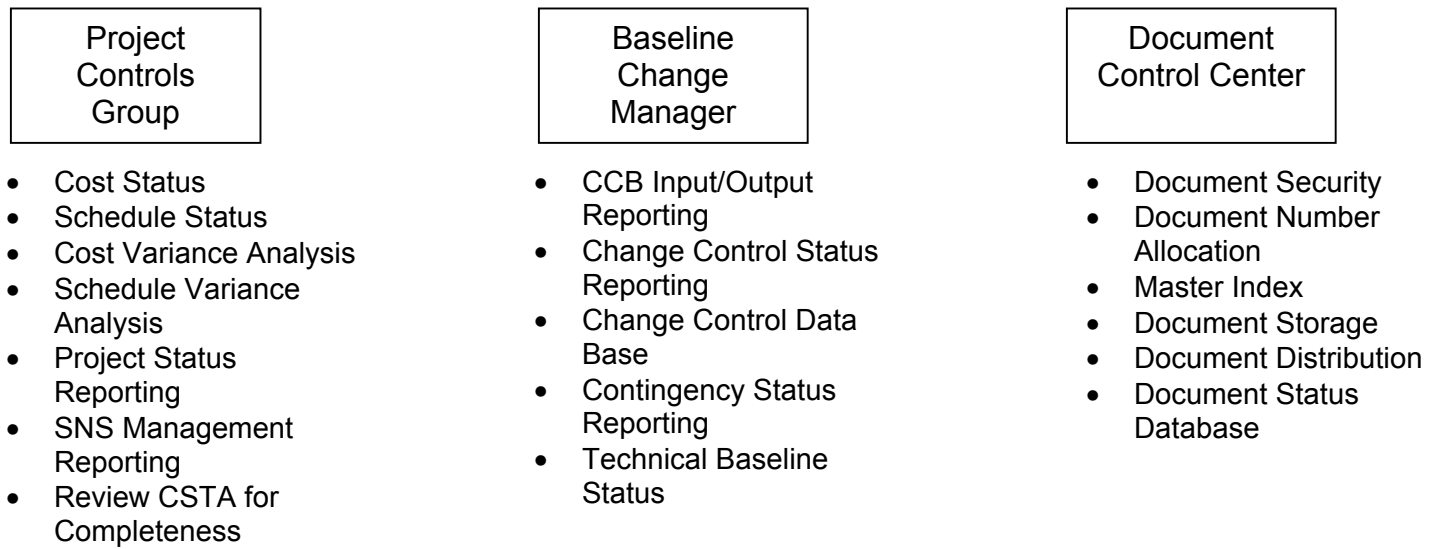 Project
Controls
Group
• Cost Status
• Schedule Status
• Cost Variance Analysis
• Schedule Variance
Analysis
• Project Status
Reporting
• SNS Management
Reporting
• Review CSTA for
Completeness
Baseline
Change
Manager
• CCB Input/Output
Reporting
• Change Control Status
Reporting
• Change Control Data
Base
• Contingency Status
Reporting
• Technical Baseline
Status
Document
Control Center
• Document Security
• Document Number
Allocation
• Master Index
• Document Storage
• Document Distribution
• Document Status
Database